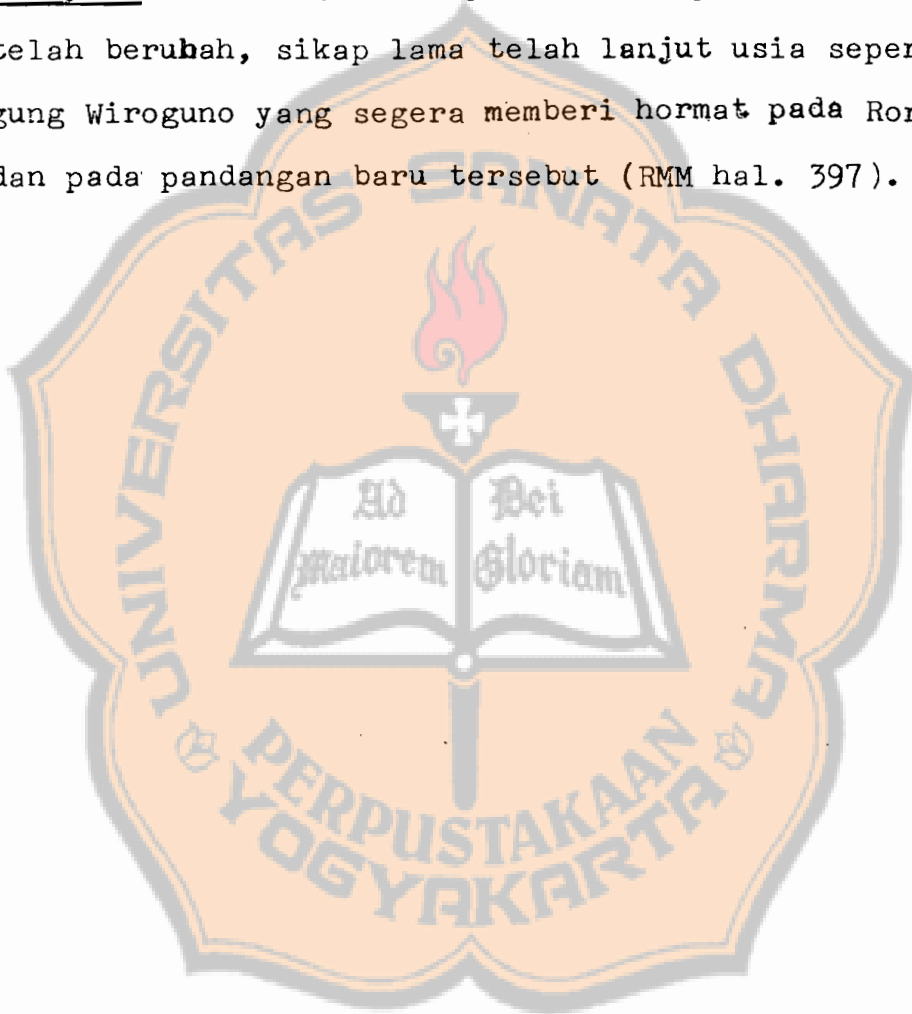 telah berubah, sikap lama telah lanjut usia seper
gung Wiroguno yang segera memberi hormat pada Ror
dan pada pandangan baru tersebut (RMM hal. 397).
UNIVERSITAS SANATA DHARMA
Ad Dei
maiorem Gloriam
PERPUSTAKAAN
YOGYAKARTA